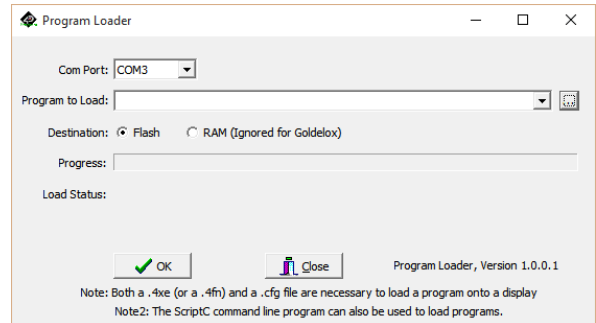 Program Loader
Com Port: COM3
Program to Load:
Destination: Flash RAM (Ignored for Goldelox)
Progress:
Load Status:
OK Close Program Loader, Version 1.0.0.1
Note: Both a .4xe (or a .4fn) and a .cfg file are necessary to load a program onto a display
Note2: The ScriptC command line program can also be used to load programs.